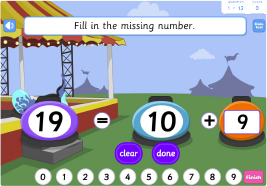 Fill in the missing number.
19 = 10 + 9
clear done
0 1 2 3 4 5 6 7 8 9 finish